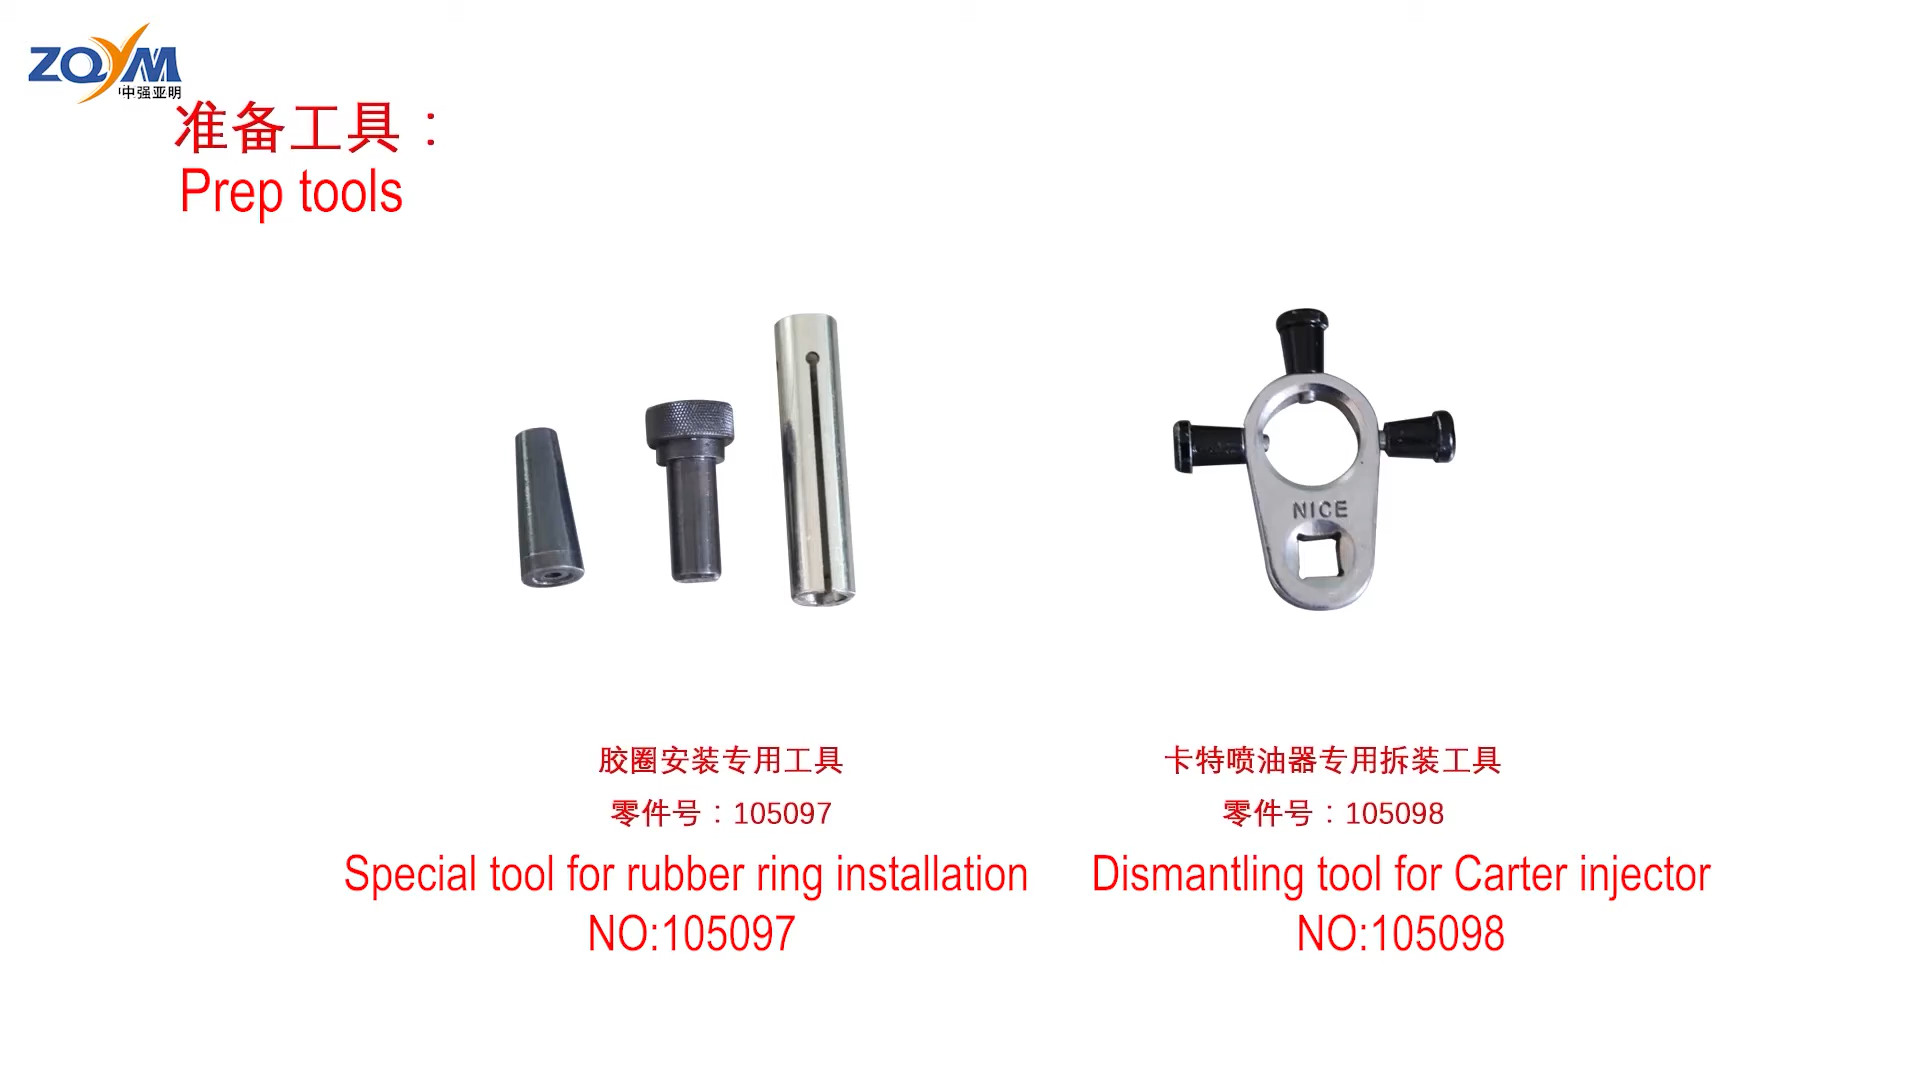 ZQYM
中强亚明
准备工具：
Prep tools
NICE
胶圈安装专用工具
零件号：105097
Special tool for rubber ring installation
NO:105097
卡特喷油器专用拆装工具
零件号：105098
Dismantling tool for Carter injector
NO:105098